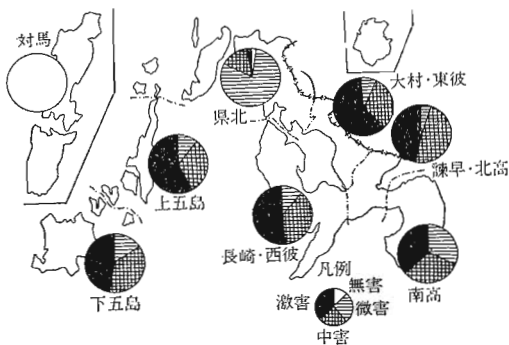 対馬
県北
大村・東彼
諫早・北高
上五島
長崎・西彼
下五島
南高
凡例
無害
激害
微害
中害